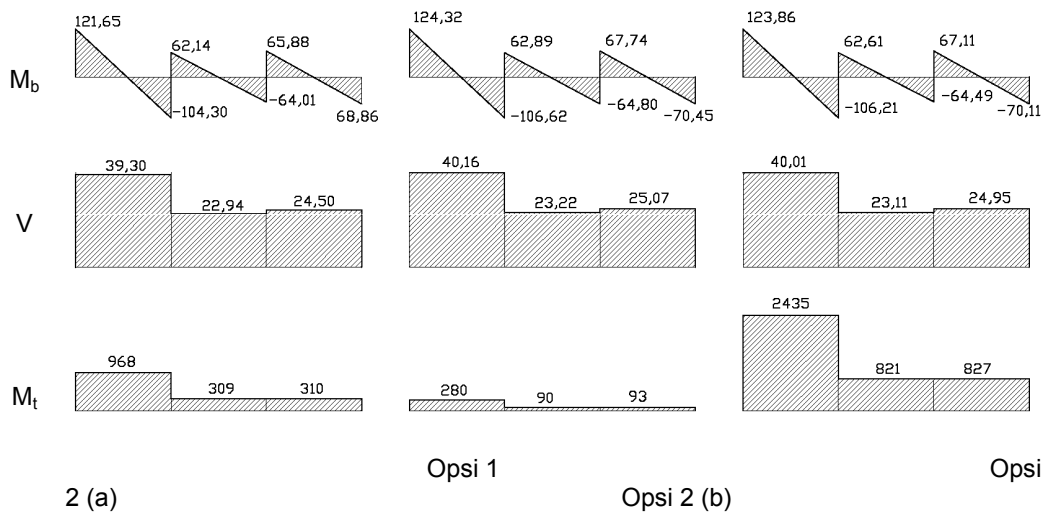 121,65 124,32 123,86
62,14 65,88 62,89 67,74 62,61 67,11
M_b
-104,30 -64,01 68,86 -106,62 -64,80 -70,45 -106,21 -64,49 -70,11
39,30 40,16 40,01
22,94 24,50 23,22 25,07 23,11 24,95
V
2435
968 309 310 280 90 93 821 827
M_t
Opsi 1 Opsi
2 (a) Opsi 2 (b)